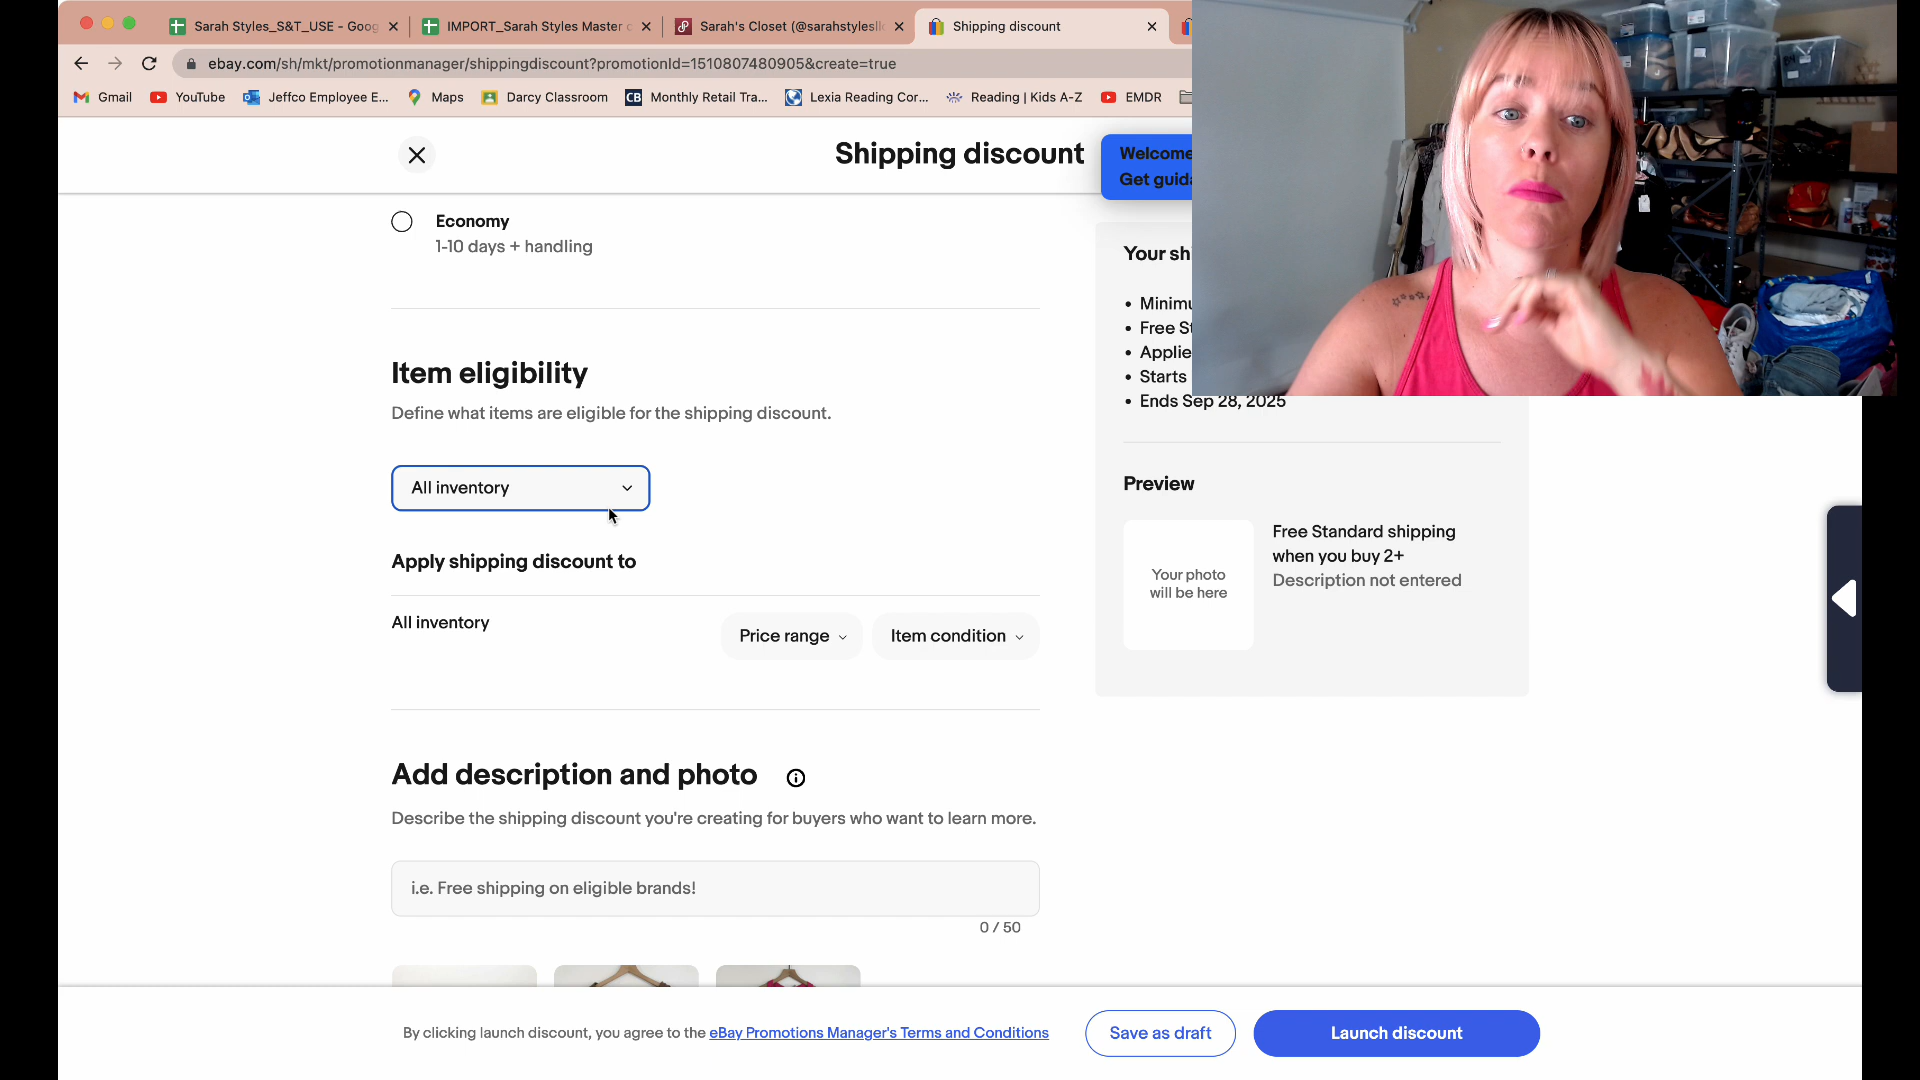 Sarah Styles_S&T_USE - Goog
IMPORT_Sarah Styles Master
Sarah's Closet (@sarahstyles
Shipping discount
ebay.com/sh/mkt/promotionmanager/shippingdiscount?promotionId=1510807480905&create=true
Gmail
YouTube
Jeffco Employee E...
Maps
Darcy Classroom
CB
Monthly Retail Tra...
Lexia Reading Cor...
Reading | Kids A-Z
EMDR
Shipping discount
Welcome
Get guid
Economy
1-10 days + handling
Your sh
• Minimu
• Free St
• Applie
• Starts
• Ends Sep 28, 2025
Item eligibility
Define what items are eligible for the shipping discount.
All inventory
Apply shipping discount to
All inventory
Price range
Item condition
Preview
Your photo
will be here
Free Standard shipping
when you buy 2+
Description not entered
Add description and photo
Describe the shipping discount you're creating for buyers who want to learn more.
i.e. Free shipping on eligible brands!
0 / 50
By clicking launch discount, you agree to the eBay Promotions Manager's Terms and Conditions
Save as draft
Launch discount